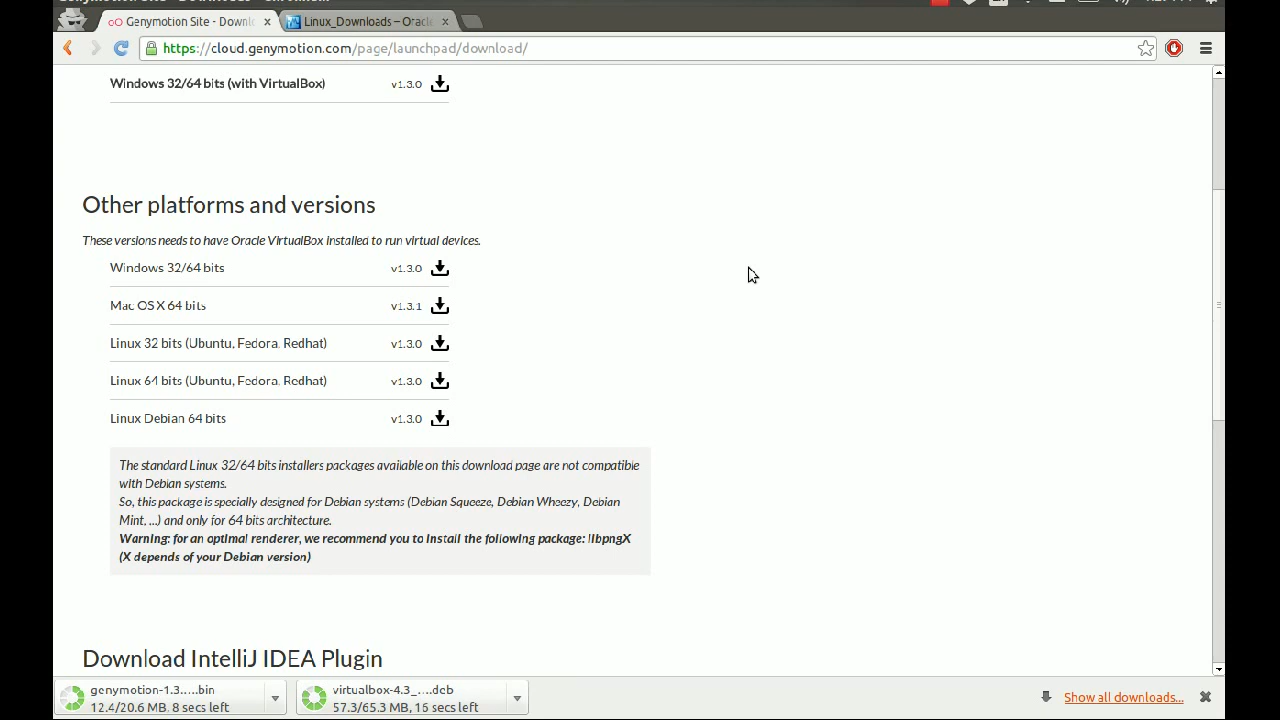 Genymotion Site - Downlo
Linux_Downloads – Oracle
https://cloud.genymotion.com/page/launchpad/download/
Windows 32/64 bits (with VirtualBox) v1.3.0
Other platforms and versions
These versions needs to have Oracle VirtualBox installed to run virtual devices.
Windows 32/64 bits v1.3.0
Mac OS X 64 bits v1.3.1
Linux 32 bits (Ubuntu, Fedora, Redhat) v1.3.0
Linux 64 bits (Ubuntu, Fedora, Redhat) v1.3.0
Linux Debian 64 bits v1.3.0
The standard Linux 32/64 bits installers packages available on this download page are not compatible
with Debian systems.
So, this package is specially designed for Debian systems (Debian Squeeze, Debian Wheezy, Debian
Mint, ...) and only for 64 bits architecture.
Warning: for an optimal renderer, we recommend you to install the following package: libpngX
(X depends of your Debian version)
Download IntelliJ IDEA Plugin
genymotion-1.3.....bin
12.4/20.6 MB, 8 secs left
virtualbox-4.3_....deb
57.3/65.3 MB, 16 secs left
Show all downloads...